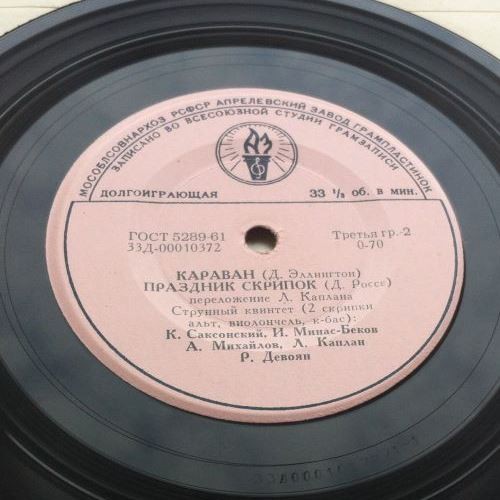 МОСОБЛСОВНАРХОЗ РСФСР АПРЕЛЕВСКИЙ ЗАВОД ГРАМПЛАСТИНОК
ЗАПИСАНО ВО ВСЕСОЮЗНОЙ СТУДИИ ГРАМЗАПИСИ
АЗ
ДОЛГОИГРАЮЩАЯ 33 1/3 об. в мин.
ГОСТ 5289-61 Третья гр.-2
33Д-00010372 0-70
КАРАВАН (Д. Эллингтон)
ПРАЗДНИК СКРИПОК (Д. Россе)
переложение Л. Каплана
Струнный квинтет (2 скрипки
альт, виолончель, к-бас):
К. Саксонский, И. Минас-Беков
А. Михайлов, Л. Каплан
Р. Девоян